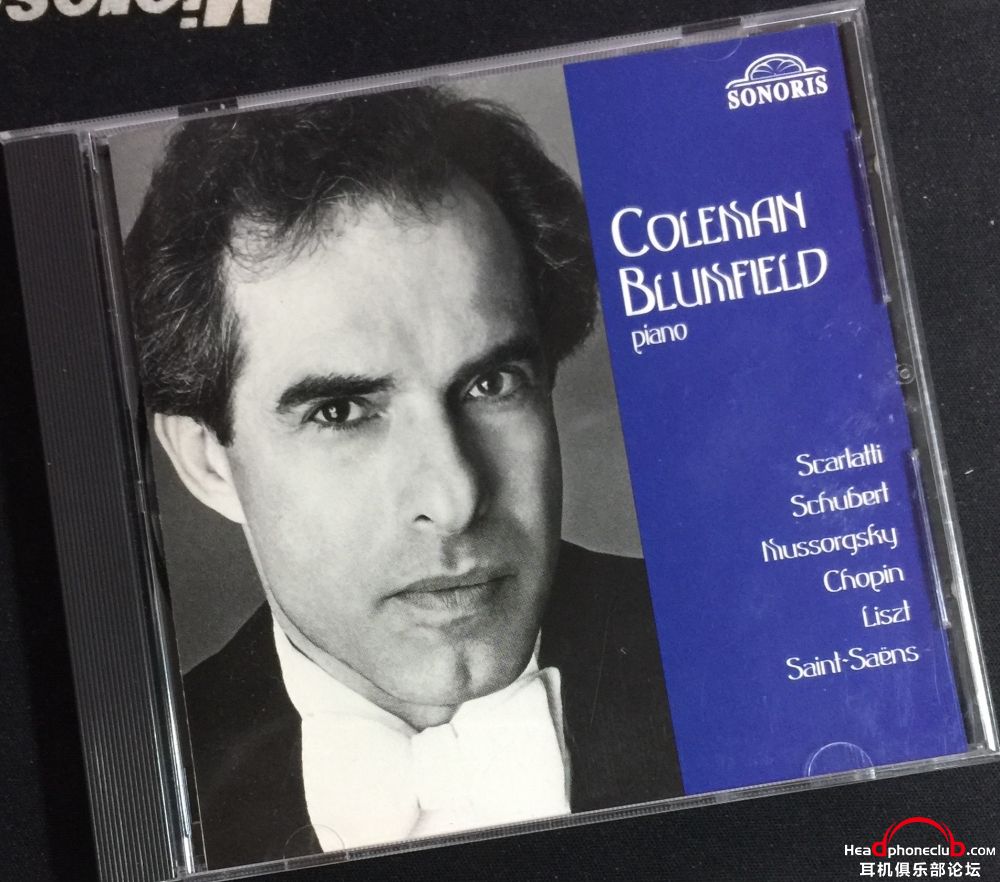 Micros
SONORIS
COLEMAN
BLUMFIELD
piano
Scarlatti
Schubert
Mussorgsky
Chopin
Liszt
Saint-Saëns
Headphoneclub.com
耳机俱乐部论坛